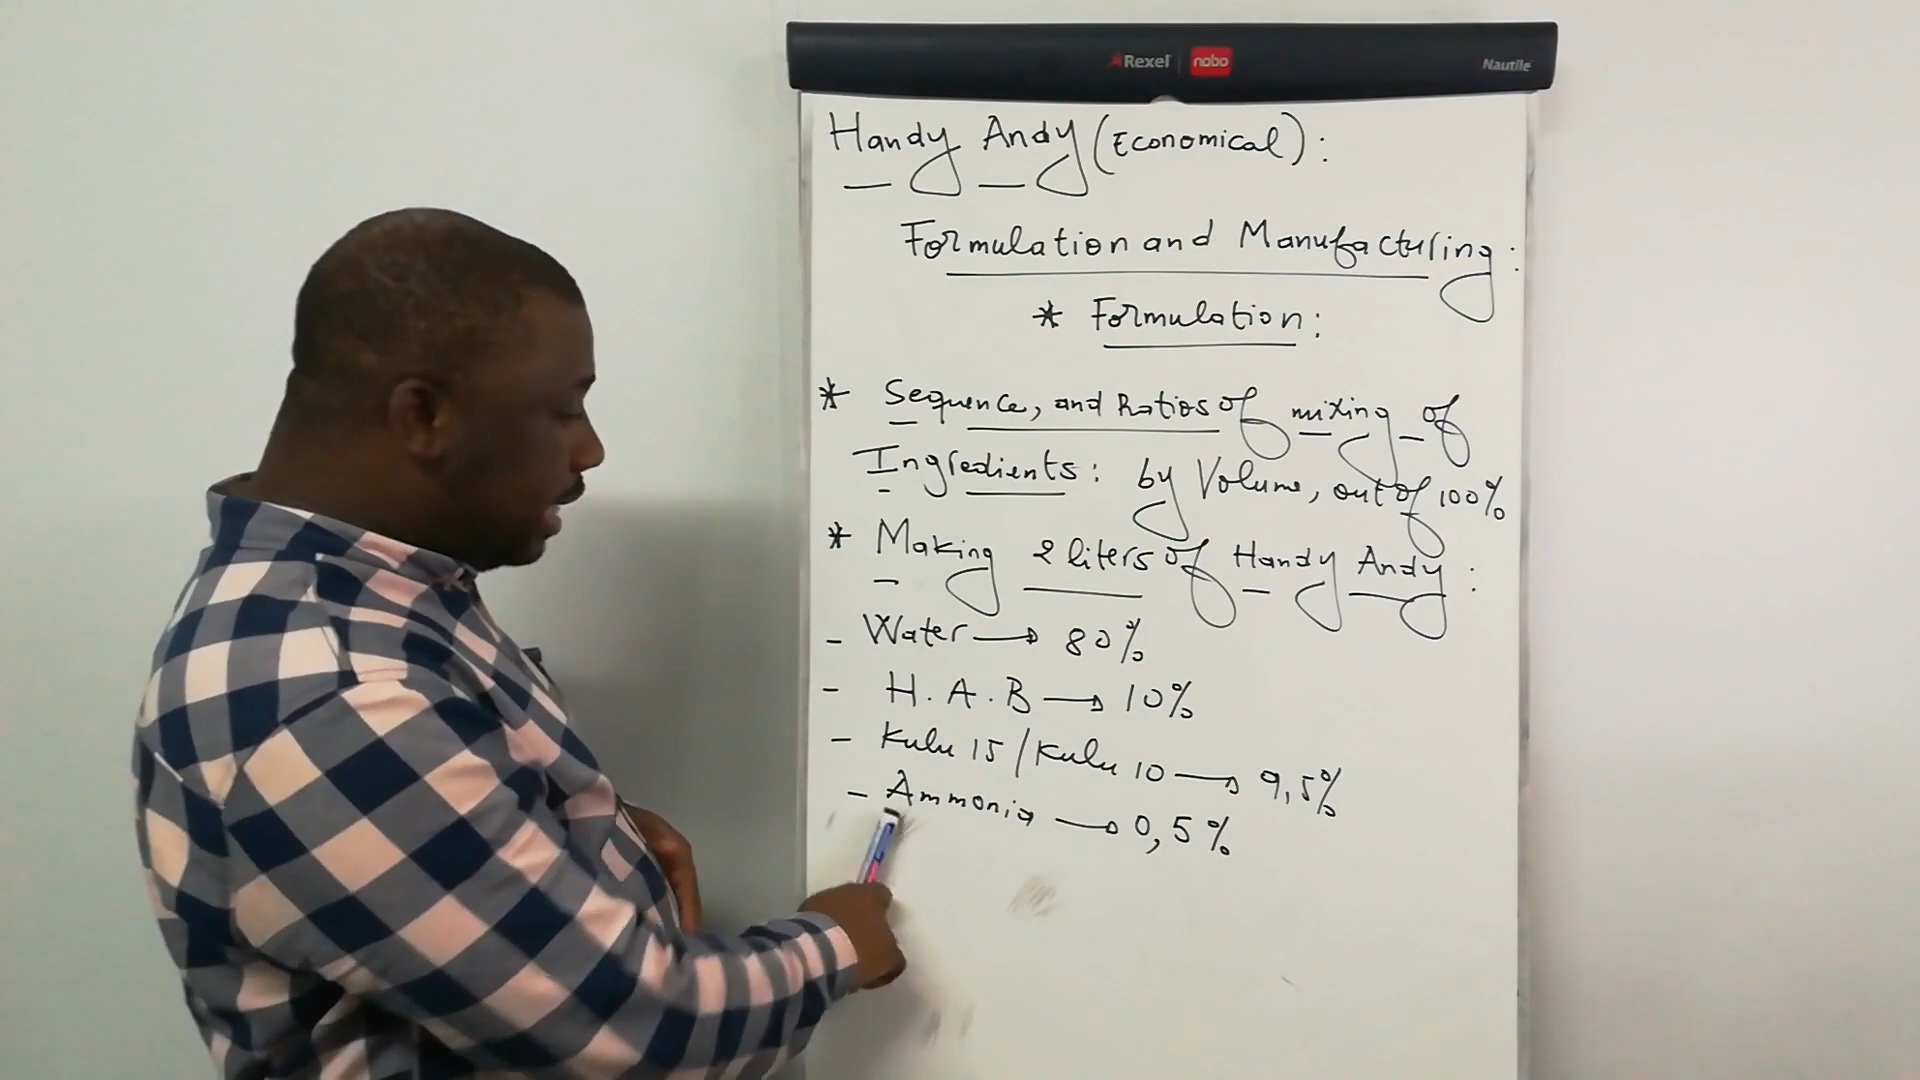 Rexel nobo Nautile
Handy Andy (Economical):
Formulation and Manufacturing:
* Formulation:
* Sequence, and Ratios of mixing of
Ingredients: by Volume, out of 100%
* Making 2 liters of Handy Andy:
- Water → 80%
- H.A.B → 10%
- Kulu 15/Kulu 10 → 9,5%
- Ammonia → 0,5%